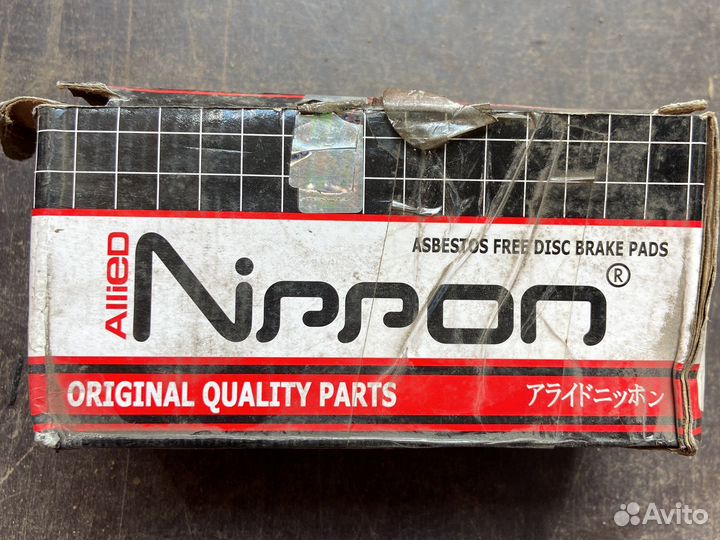 ASBESTOS FREE DISC BRAKE PADS
Allied Nippon®
ORIGINAL QUALITY PARTS
アライドニッポン
Avito